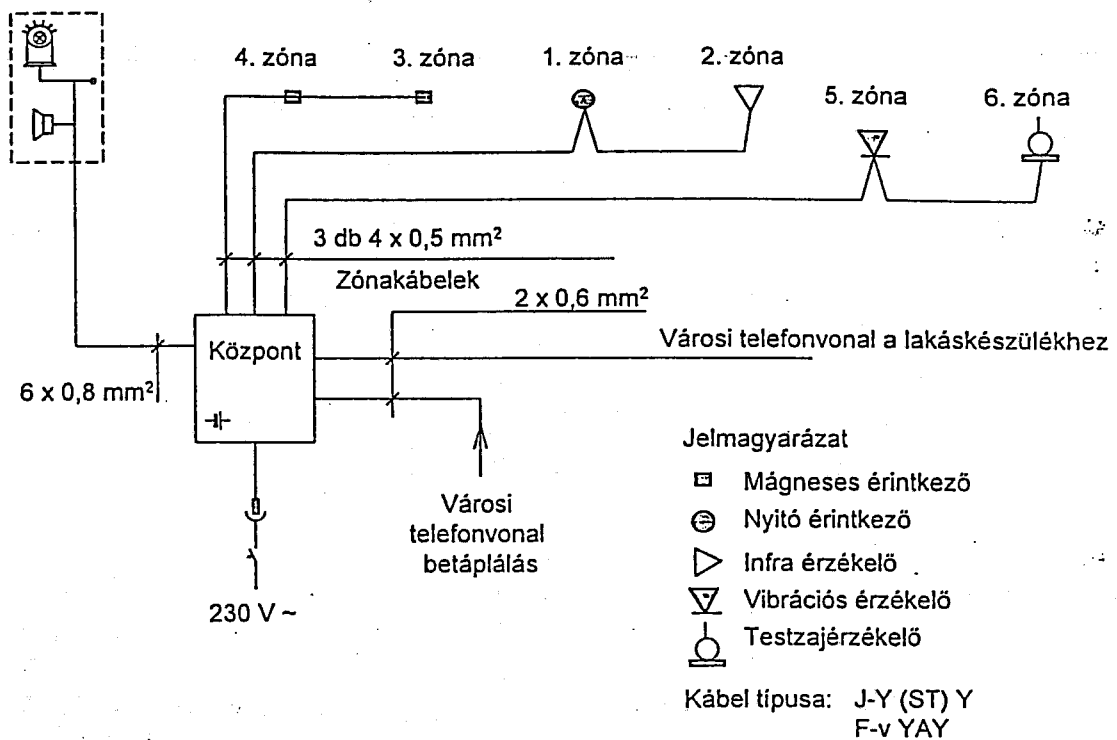 4. zóna
3. zóna
1. zóna
2. zóna
5. zóna
6. zóna
3 db 4 x 0,5 mm²
Zónakábelek
2 x 0,6 mm²
Központ
Városi telefonvonal a lakáskészülékhez
6 x 0,8 mm²
Városi
telefonvonal
betáplálás
230 V ~
Jelmagyarázat
Mágneses érintkező
Nyitó érintkező
Infra érzékelő
Vibrációs érzékelő
Testzajérzékelő
Kábel típusa: J-Y (ST) Y
F-v YAY